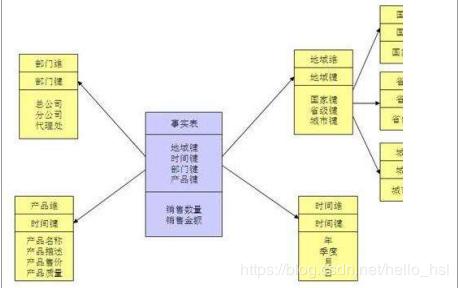 部门维
部门键
总公司
分公司
代理处
事实表
地域键
时间键
部门键
产品键
销售数量
销售金额
地域维
地域键
国家键
省级键
城市键
国
国
国
省
省
省
城
城
城市
产品维
时间键
产品名称
产品描述
产品售价
产品质量
时间维
时间键
年
季度
月
日
https://blog.csdn.net/hello_hsl